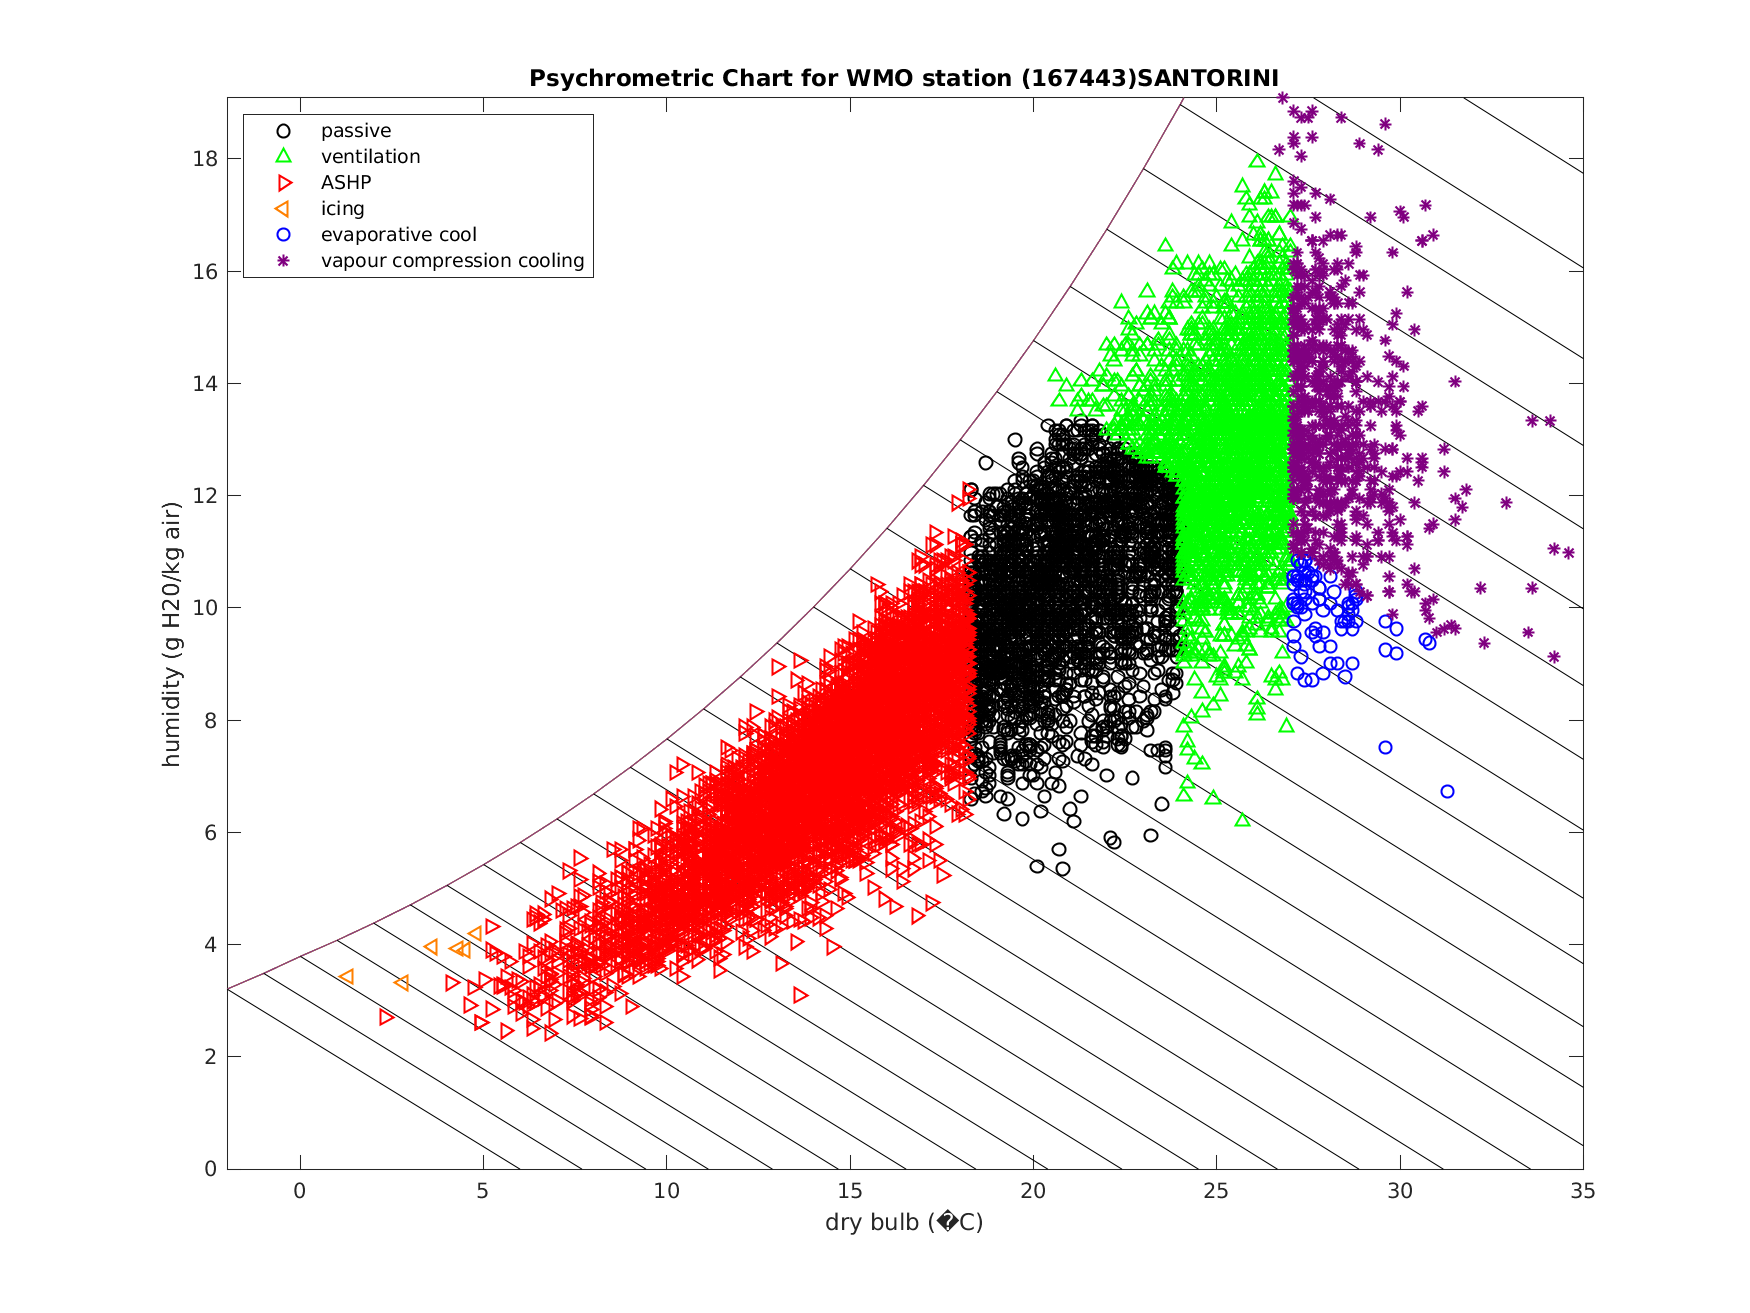 Psychrometric Chart for WMO station (167443)SANTORINI
passive
ventilation
ASHP
icing
evaporative cool
vapour compression cooling
18
16
14
12
10
8
6
4
2
0
humidity (g H20/kg air)
0 5 10 15 20 25 30 35
dry bulb (�C)